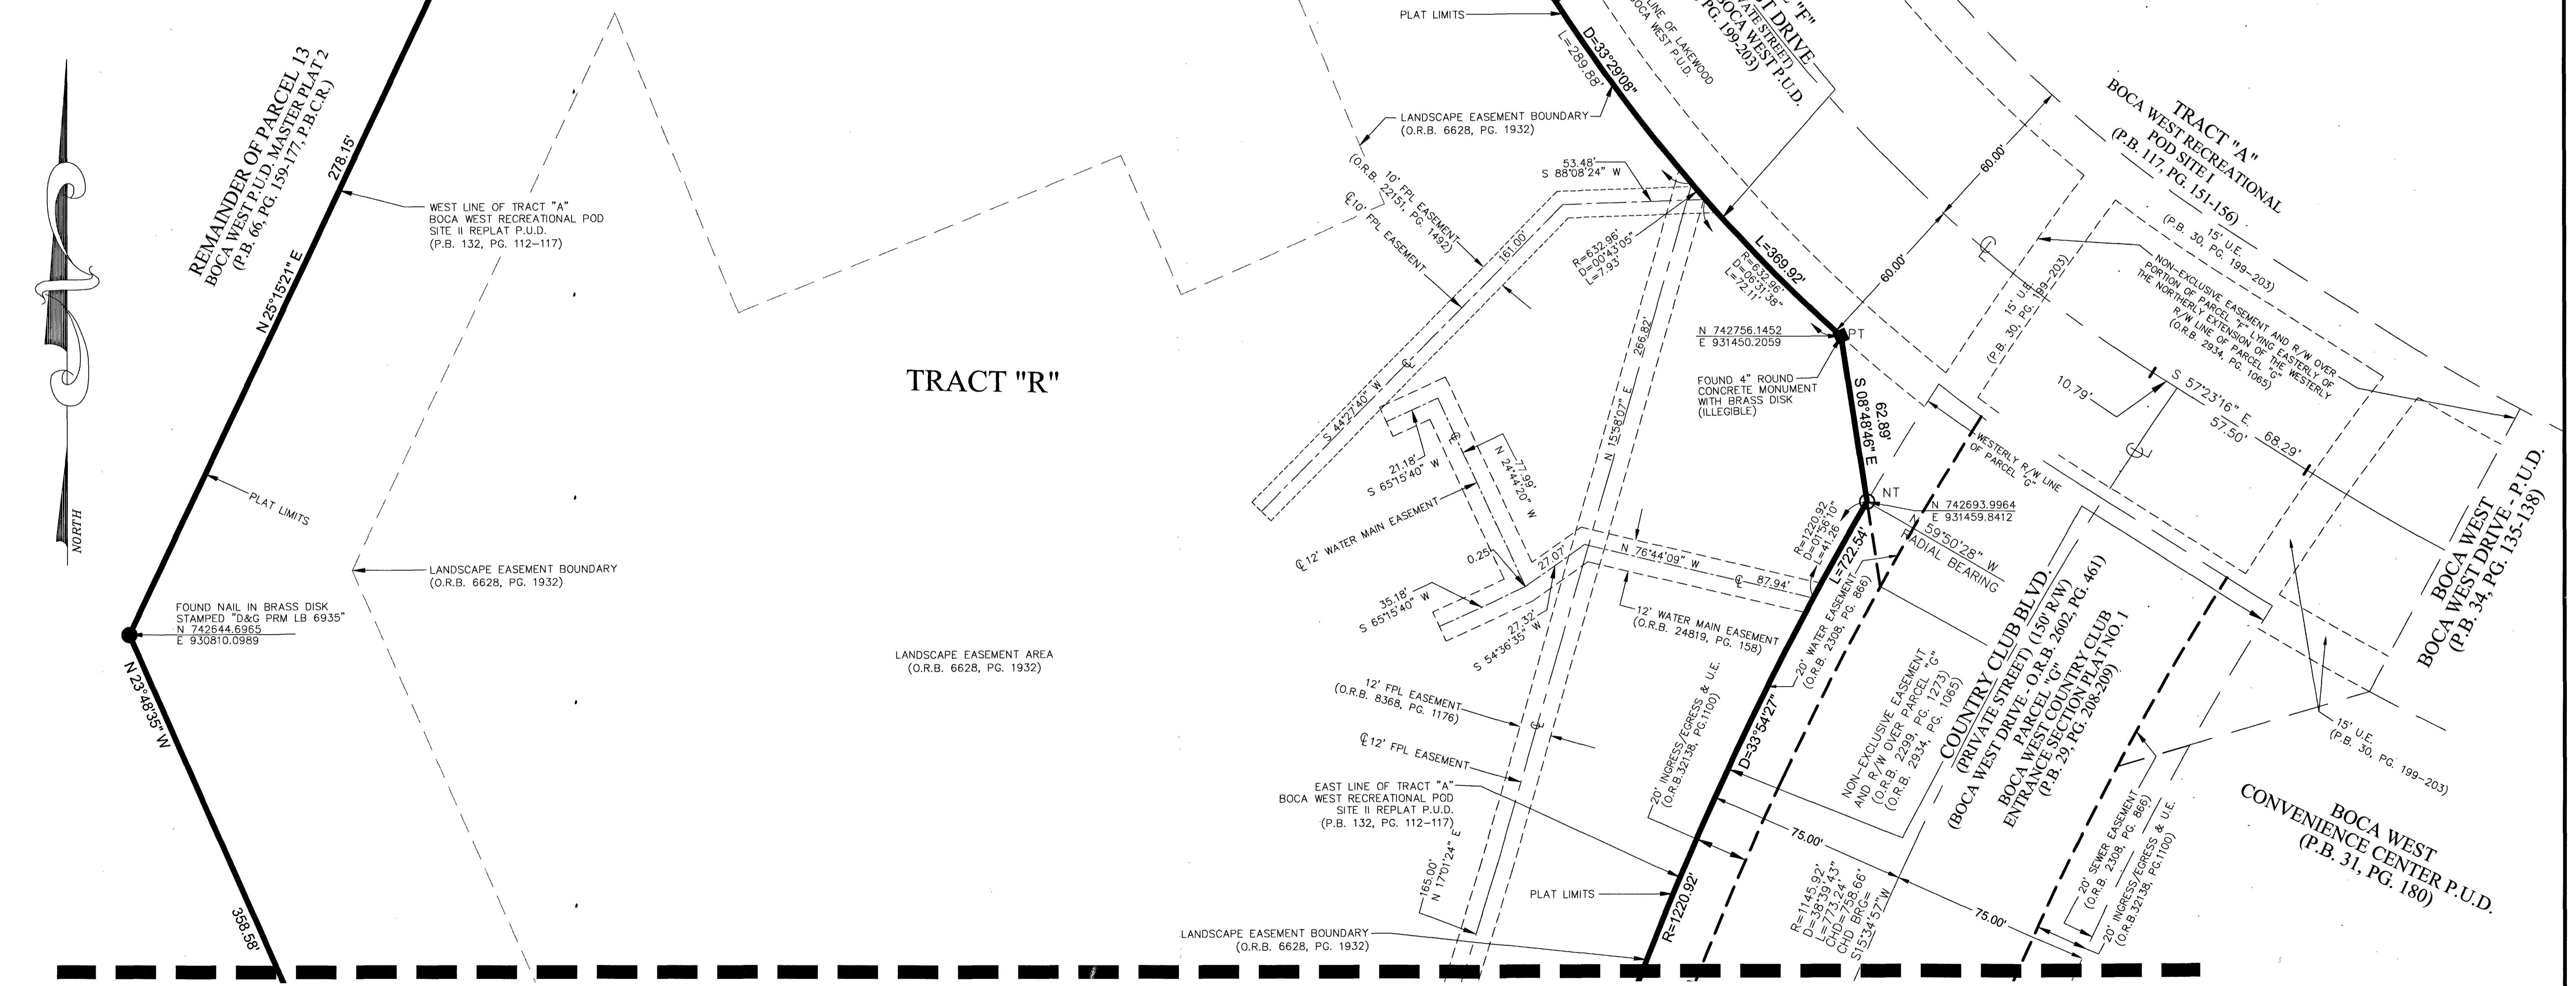 REMAINDER OF PARCEL 13
BOCA WEST P.U.D. MASTER PLAT 2
(P.B. 66, PG. 159-177, P.B.C.R.)
278.15'
N 25°15'21" E
WEST LINE OF TRACT "A"
BOCA WEST RECREATIONAL POD
SITE II REPLAT P.U.D.
(P.B. 132, PG. 112-117)
NORTH
PLAT LIMITS
LANDSCAPE EASEMENT BOUNDARY
(O.R.B. 6628, PG. 1932)
FOUND NAIL IN BRASS DISK
STAMPED "D&G PRM LB 6935"
N 742644.6965
E 930810.0989
N 23°48'35" W
358.58'
TRACT "R"
LANDSCAPE EASEMENT AREA
(O.R.B. 6628, PG. 1932)
PLAT LIMITS
D=33°29'08"
L=289.88'
LANDSCAPE EASEMENT BOUNDARY
(O.R.B. 6628, PG. 1932)
LINE OF LAKEWOOD
BOCA WEST P.U.D.
"F"
DRIVE
STREET)
BOCA WEST P.U.D.
PG. 199-203)
53.48'
S 88°08'24" W
10' FPL EASEMENT
(O.R.B. 22151, PG. 1492)
℄10' FPL EASEMENT
161.00'
S 44°27'40" W
℄
R=632.96'
D=00°43'05"
L=7.93'
L=369.92'
R=632.96'
D=06°31'38"
L=72.11'
266.82'
N 15°58'07" E
N 742756.1452
E 931450.2059
PT
FOUND 4" ROUND
CONCRETE MONUMENT
WITH BRASS DISK
(ILLEGIBLE)
62.89'
S 08°48'46" E
NT
N 742693.9964
E 931459.8412
N 59°50'28" W
RADIAL BEARING
60.00'
60.00'
℄
TRACT "A"
BOCA WEST RECREATIONAL
POD SITE I
(P.B. 117, PG. 151-156)
15' U.E.
(P.B. 30, PG. 199-203)
15' U.E.
(P.B. 30, PG. 199-203)
NON-EXCLUSIVE EASEMENT AND R/W OVER
PORTION OF PARCEL "F" LYING EASTERLY OF
THE NORTHERLY EXTENSION OF THE WESTERLY
R/W LINE OF PARCEL "G"
(O.R.B. 2934, PG. 1065)
10.79'
S 57°23'16" E
68.29'
57.50'
℄
WESTERLY R/W LINE
OF PARCEL "G"
BOCA WEST
BOCA WEST DRIVE - P.U.D.
(P.B. 34, PG. 135-138)
21.18'
S 65°15'40" W
℄
77.99'
N 24°44'20" W
℄ 12' WATER MAIN EASEMENT
0.25'
27.07'
35.18'
S 65°15'40" W
27.32'
S 54°36'35" W
N 76°44'09" W
℄
87.94'
12' WATER MAIN EASEMENT
(O.R.B. 24819, PG. 158)
R=1220.92
D=01°56'10"
L=41.26
L=722.54'
20' WATER EASEMENT
(O.R.B. 2308, PG. 866)
12' FPL EASEMENT
(O.R.B. 8368, PG. 1176)
℄
℄12' FPL EASEMENT
20' INGRESS/EGRESS & U.E.
(O.R.B.32138, PG.1100)
D=33°54'27"
EAST LINE OF TRACT "A"
BOCA WEST RECREATIONAL POD
SITE II REPLAT P.U.D.
(P.B. 132, PG. 112-117)
165.00'
N 17°01'24" E
PLAT LIMITS
R=1220.92'
LANDSCAPE EASEMENT BOUNDARY
(O.R.B. 6628, PG. 1932)
NON-EXCLUSIVE EASEMENT
AND R/W OVER PARCEL "G"
(O.R.B. 2299, PG. 1273)
(O.R.B. 2934, PG. 1065)
COUNTRY CLUB BLVD.
(PRIVATE STREET) (150' R/W)
(BOCA WEST DRIVE - O.R.B. 2602, PG. 461)
PARCEL "G"
BOCA WEST COUNTRY CLUB
ENTRANCE SECTION PLAT NO. 1
(P.B. 29, PG. 208-209)
75.00'
75.00'
R=1145.92'
D=38°39'43"
L=773.24'
CHD=758.66'
CHD BRG=
S15°34'57"W
15' U.E.
(P.B. 30, PG. 199-203)
BOCA WEST
CONVENIENCE CENTER P.U.D.
(P.B. 31, PG. 180)
20' SEWER EASEMENT
(O.R.B. 2308, PG. 866)
20' INGRESS/EGRESS & U.E.
(O.R.B.32138, PG.1100)